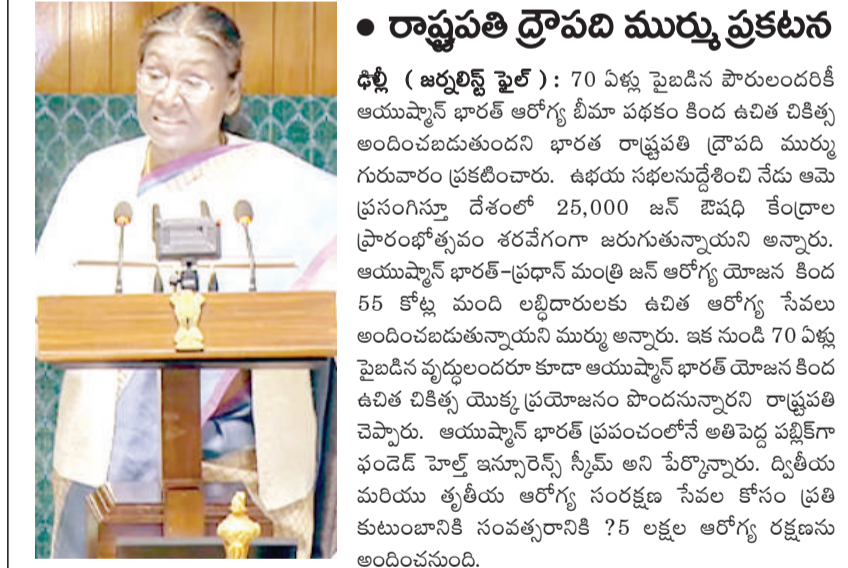 • రాష్ట్రపతి ద్రౌపది ముర్ము ప్రకటన
ఢిల్లీ ( జర్నలిస్ట్ ఫైల్ ) : 70 ఏళ్లు పైబడిన పౌరులందరికీ
ఆయుష్మాన్ భారత్ ఆరోగ్య బీమా పథకం కింద ఉచిత చికిత్స
అందించబడుతుందని భారత రాష్ట్రపతి ద్రౌపది ముర్ము
గురువారం ప్రకటించారు. ఉభయ సభలనుద్దేశించి నేడు ఆమె
ప్రసంగిస్తూ దేశంలో 25,000 జన్ ఔషధి కేంద్రాల
ప్రారంభోత్సవం శరవేగంగా జరుగుతున్నాయని అన్నారు.
ఆయుష్మాన్ భారత్-ప్రధాన్ మంత్రి జన్ ఆరోగ్య యోజన కింద
55 కోట్ల మంది లబ్ధిదారులకు ఉచిత ఆరోగ్య సేవలు
అందించబడుతున్నాయని ముర్ము అన్నారు. ఇక నుండి 70 ఏళ్లు
పైబడిన వృద్ధులందరూ కూడా ఆయుష్మాన్ భారత్ యోజన కింద
ఉచిత చికిత్స యొక్క ప్రయోజనం పొందనున్నారని రాష్ట్రపతి
చెప్పారు. ఆయుష్మాన్ భారత్ ప్రపంచంలోనే అతిపెద్ద పబ్లిక్‌గా
ఫండెడ్ హెల్త్ ఇన్సూరెన్స్ స్కీమ్ అని పేర్కొన్నారు. ద్వితీయ
మరియు తృతీయ ఆరోగ్య సంరక్షణ సేవల కోసం ప్రతి
కుటుంబానికి సంవత్సరానికి ?5 లక్షల ఆరోగ్య రక్షణను
అందించనుంది.